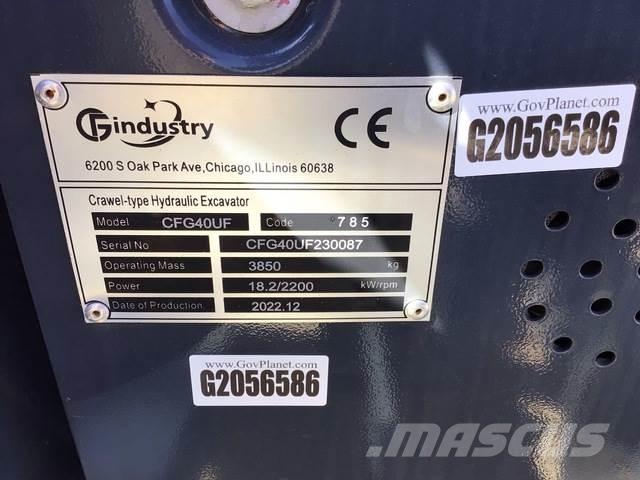 CFGindustry
CE
6200 S Oak Park Ave,Chicago,ILLinois 60638
Crawel-type Hydraulic Excavator
Model CFG40UF Code 785
Serial No CFG40UF230087
Operating Mass 3850 kg
Power 18.2/2200 kW/rpm
Date of Production 2022.12
www.GovPlanet.com
G2056586
www.GovPlanet.com
G2056586
MASCUS